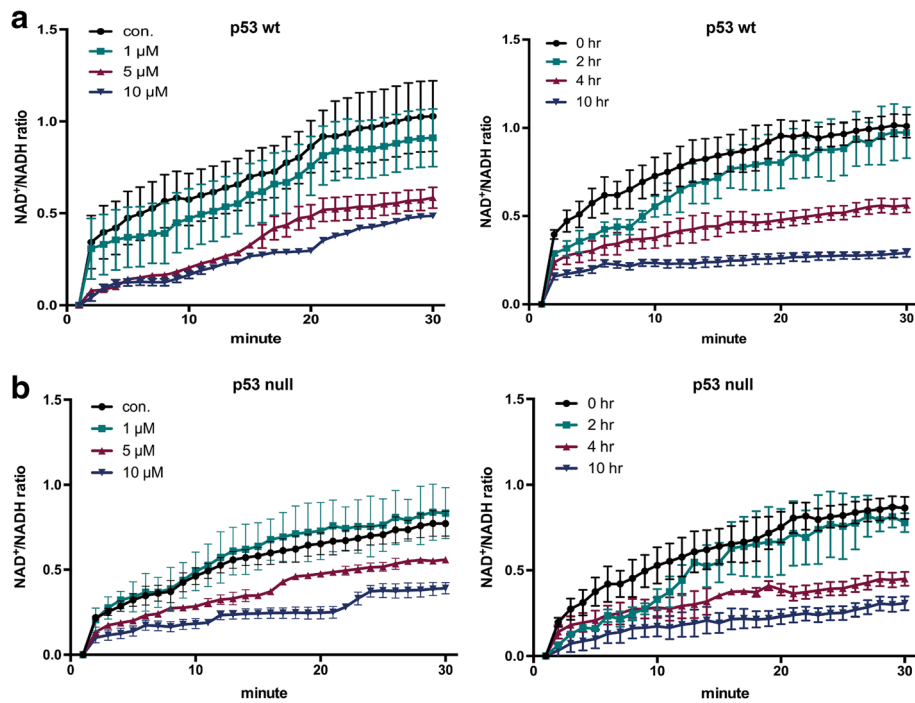 a
p53 wt
NAD⁺/NADH ratio
1.5
1.0
0.5
0.0
con.
1 µM
5 µM
10 µM
0 10 20 30
minute
p53 wt
NAD⁺/NADH ratio
1.5
1.0
0.5
0.0
0 hr
2 hr
4 hr
10 hr
0 10 20 30
minute
b
p53 null
NAD⁺/NADH ratio
1.5
1.0
0.5
0.0
con.
1 µM
5 µM
10 µM
0 10 20 30
minute
p53 null
NAD⁺/NADH ratio
1.5
1.0
0.5
0.0
0 hr
2 hr
4 hr
10 hr
0 10 20 30
minute